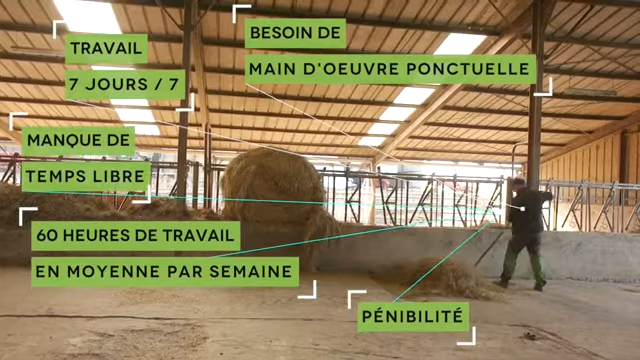 TRAVAIL
7 JOURS / 7
BESOIN DE
MAIN D'OEUVRE PONCTUELLE
MANQUE DE
TEMPS LIBRE
60 HEURES DE TRAVAIL
EN MOYENNE PAR SEMAINE
PÉNIBILITÉ